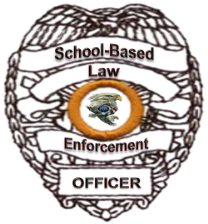 School-Based
Law
Enforcement
OFFICER